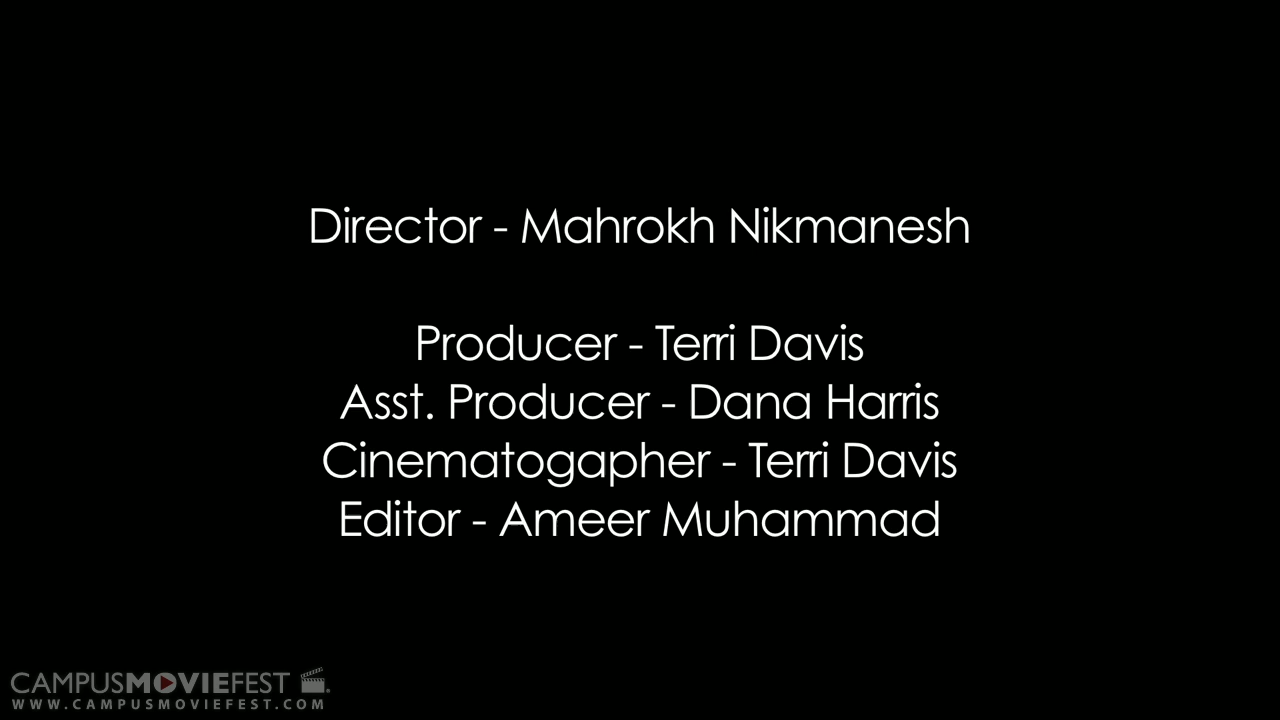 Director - Mahrokh Nikmanesh
Producer - Terri Davis
Asst. Producer - Dana Harris
Cinematogapher - Terri Davis
Editor - Ameer Muhammad
CAMPUSMOVIEFEST
WWW.CAMPUSMOVIEFEST.COM